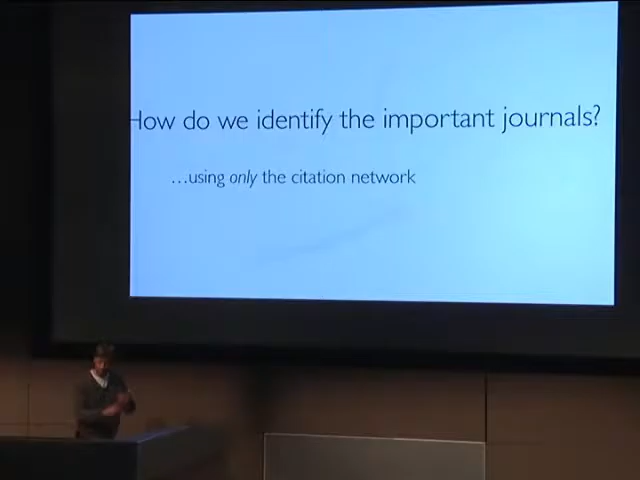 How do we identify the important journals?
...using only the citation network